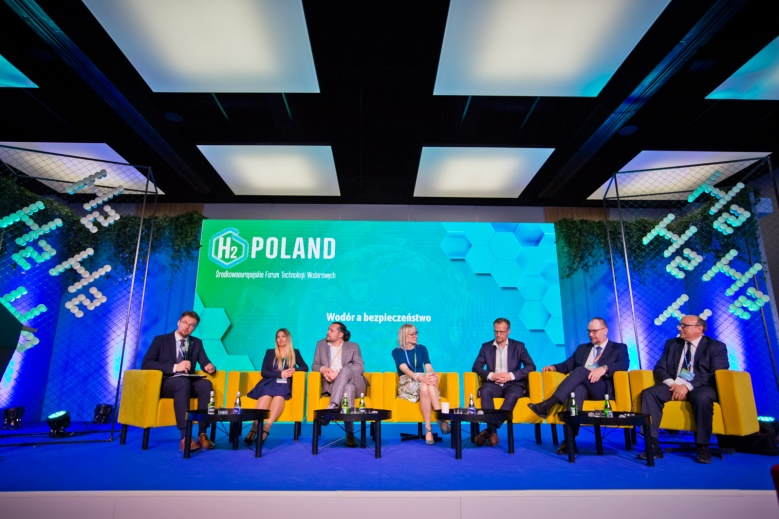 H2 POLAND
Środkowoeuropejskie Forum Technologii Wodorowych
Wodór a bezpieczeństwo